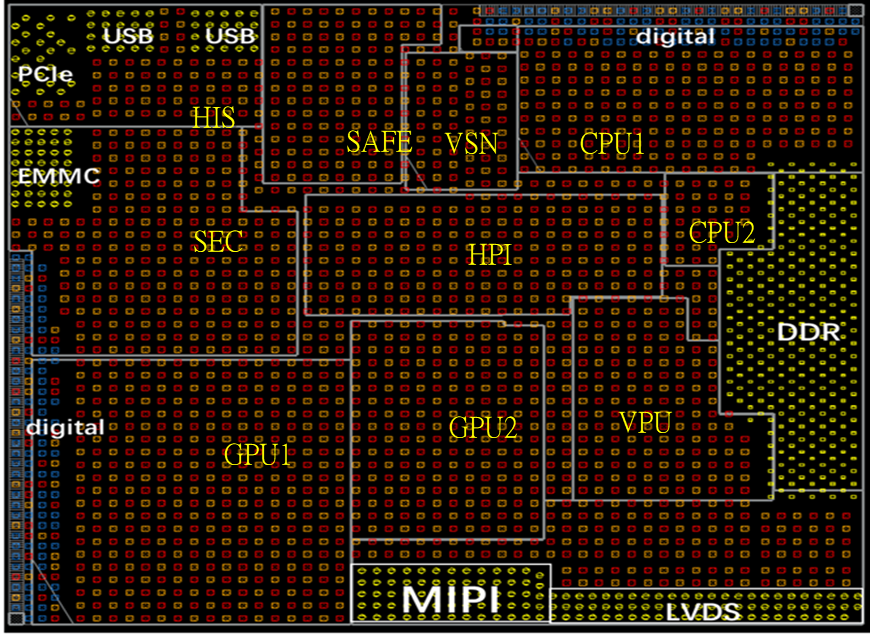 USB
USB
digital
PCIe
HIS
SAFE
VSN
CPU1
EMMC
SEC
HPI
CPU2
DDR
digital
GPU1
GPU2
VPU
MIPI
LVDS